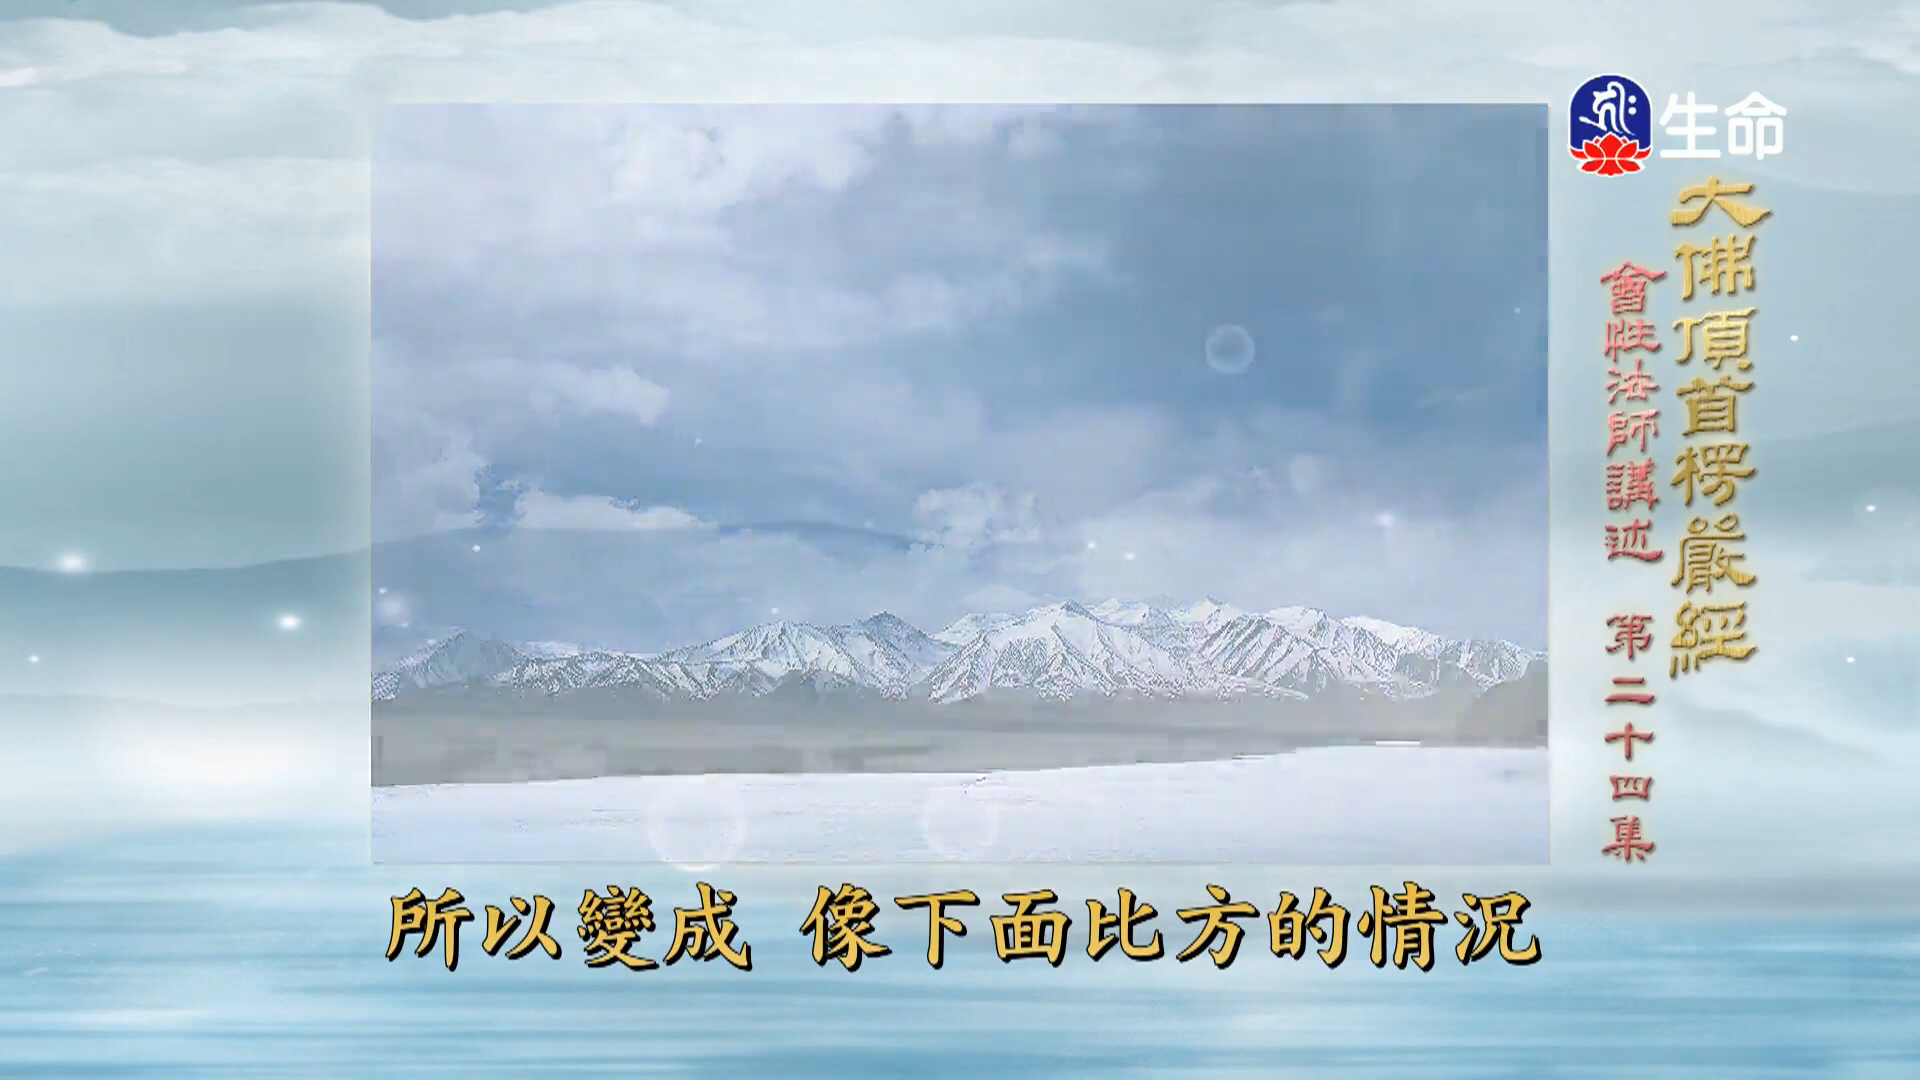 生命
大佛頂首楞嚴經
會性法師講述 第二十四集
所以變成 像下面比方的情況